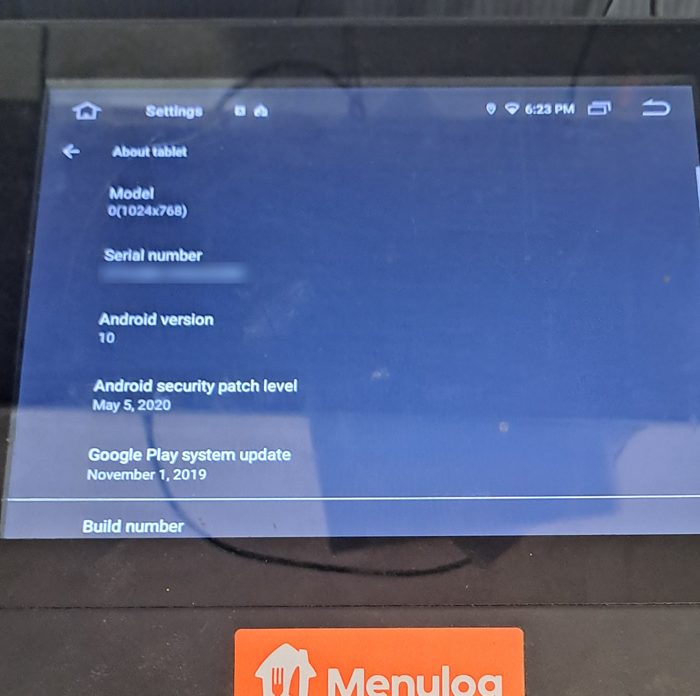 Settings
6:23 PM
About tablet
Model
0(1024x768)
Serial number
Android version
10
Android security patch level
May 5, 2020
Google Play system update
November 1, 2019
Build number
Menulog